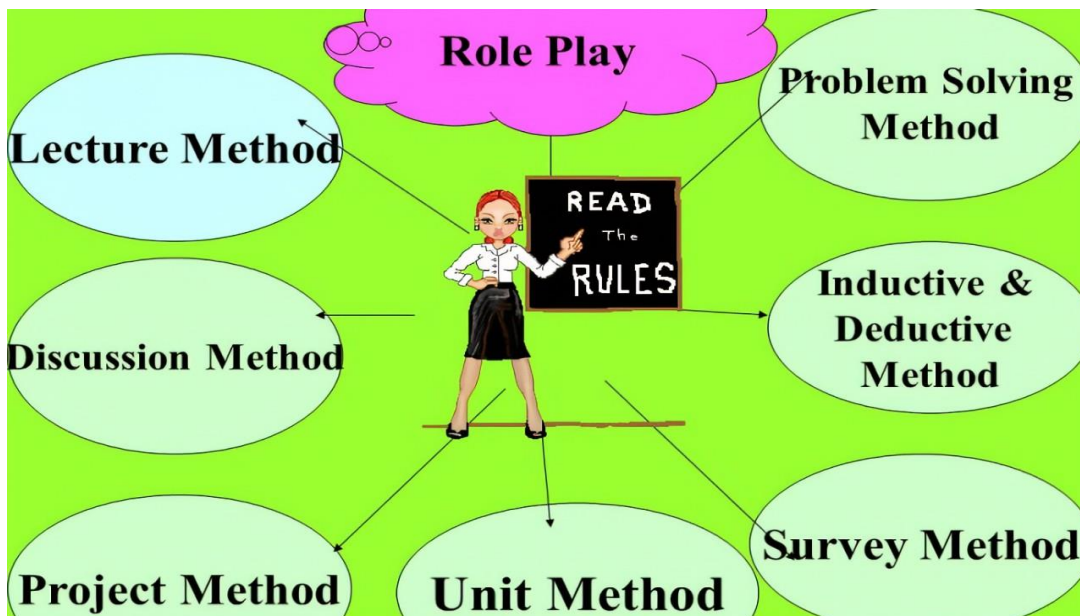 Role Play
Problem Solving
Method
Lecture Method
READ
The
RULES
Inductive &
Deductive
Method
Discussion Method
Survey Method
Project Method
Unit Method